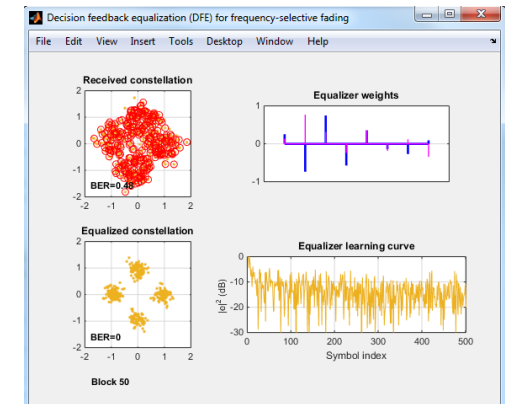 Decision feedback equalization (DFE) for frequency-selective fading
File Edit View Insert Tools Desktop Window Help
Received constellation
2
1
0
-1
-2
BER=0.48
-2 -1 0 1 2
Equalizer weights
1
0
-1
Equalized constellation
2
1
0
-1
-2
BER=0
-2 -1 0 1 2
Equalizer learning curve
0
-10
-20
-30
|e|² (dB)
0 100 200 300 400 500
Symbol index
Block 50